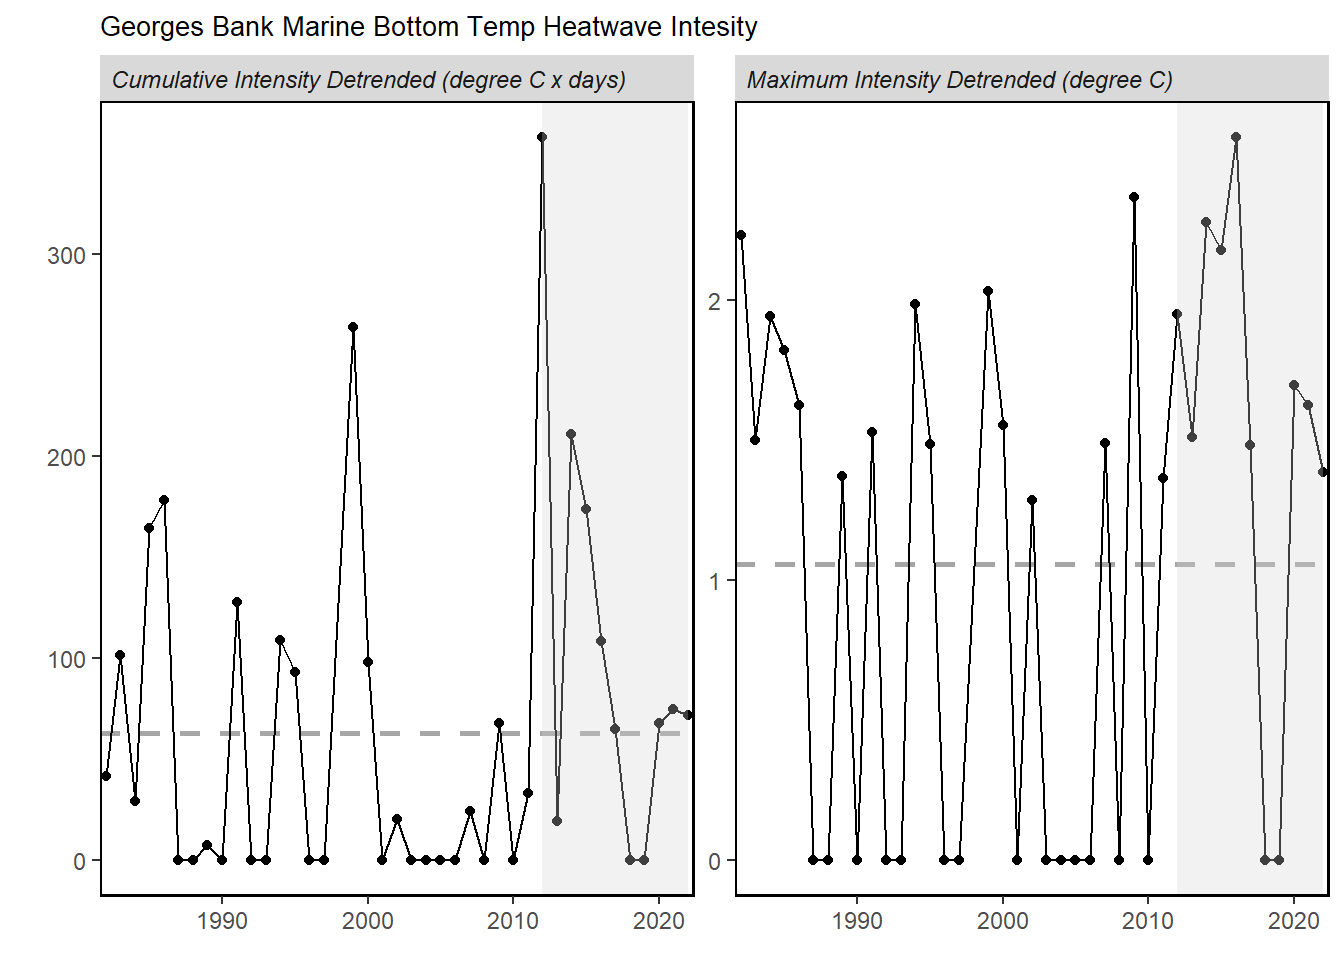 Georges Bank Marine Bottom Temp Heatwave Intesity
Cumulative Intensity Detrended (degree C x days)
300
200
100
0
1990 2000 2010 2020
Maximum Intensity Detrended (degree C)
2
1
0
1990 2000 2010 2020